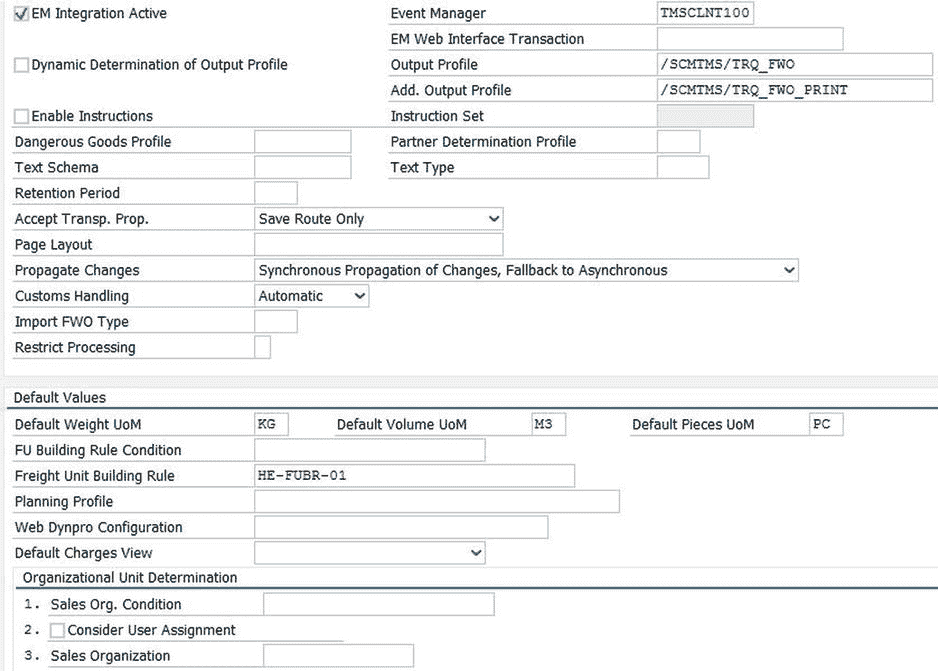 EM Integration Active Event Manager TMSCLNT100
EM Web Interface Transaction
Dynamic Determination of Output Profile Output Profile /SCMTMS/TRQ_FWO
Add. Output Profile /SCMTMS/TRQ_FWO_PRINT
Enable Instructions Instruction Set
Dangerous Goods Profile Partner Determination Profile
Text Schema Text Type
Retention Period
Accept Transp. Prop. Save Route Only
Page Layout
Propagate Changes Synchronous Propagation of Changes, Fallback to Asynchronous
Customs Handling Automatic
Import FWO Type
Restrict Processing
Default Values
Default Weight UoM KG Default Volume UoM M3 Default Pieces UoM PC
FU Building Rule Condition
Freight Unit Building Rule HE-FUBR-01
Planning Profile
Web Dynpro Configuration
Default Charges View
Organizational Unit Determination
1. Sales Org. Condition
2. Consider User Assignment
3. Sales Organization